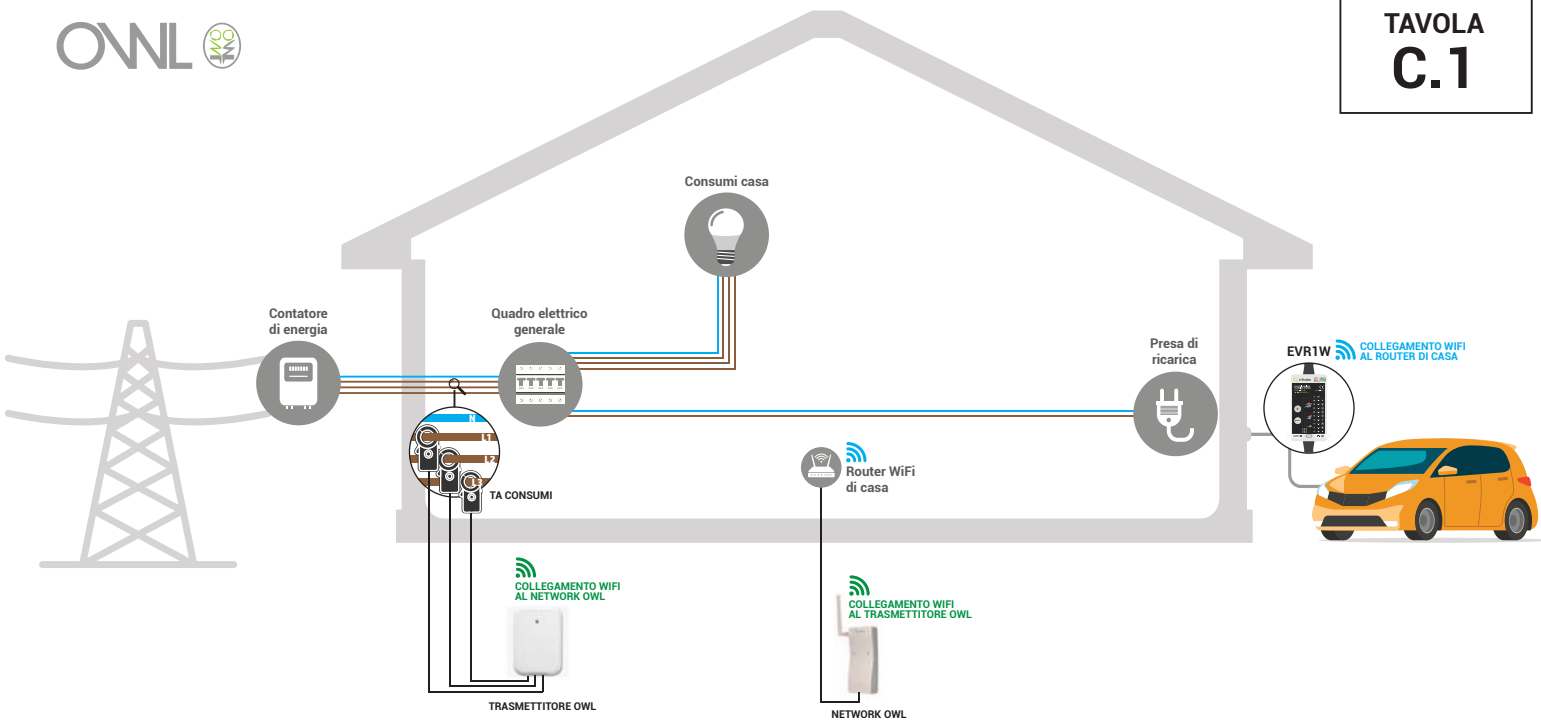 OWL
TAVOLA
C.1
Consumi casa
Contatore
di energia
Quadro elettrico
generale
Presa di
ricarica
EVR1W
COLLEGAMENTO WIFI
AL ROUTER DI CASA
N
L1
L2
L3
TA CONSUMI
Router WiFi
di casa
COLLEGAMENTO WIFI
AL NETWORK OWL
COLLEGAMENTO WIFI
AL TRASMETTITORE OWL
TRASMETTITORE OWL
NETWORK OWL